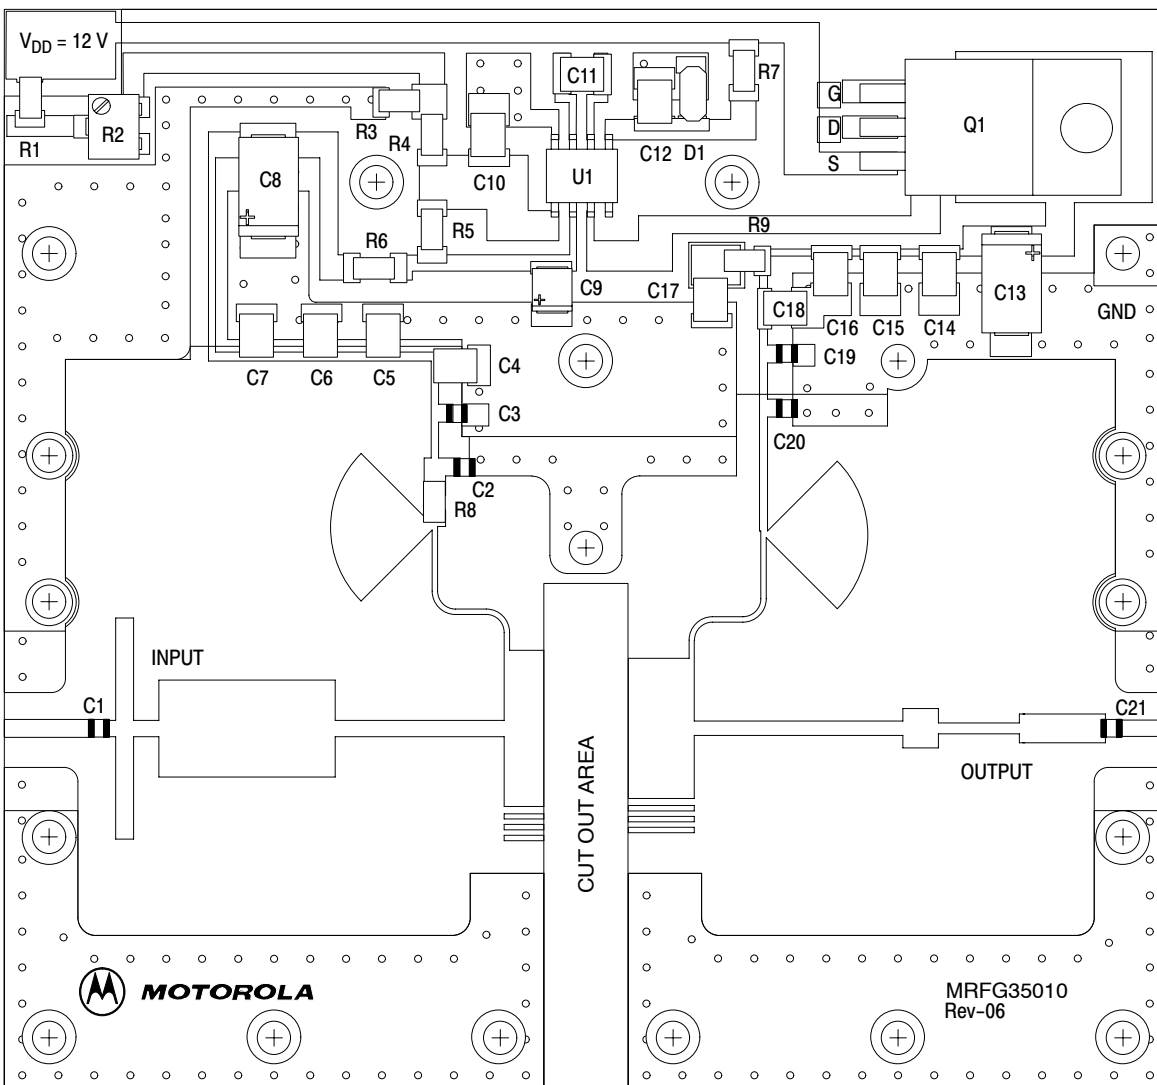 V_DD = 12 V
R1
R2
R3
R4
C8
C10
C11
U1
C12
D1
R7
G
D
S
Q1
R6
R5
C9
R9
C17
C18
C16
C15
C14
C13
GND
C7
C6
C5
C4
C3
C2
R8
C19
C20
INPUT
C1
CUT OUT AREA
C21
OUTPUT
MOTOROLA
MRFG35010
Rev-06